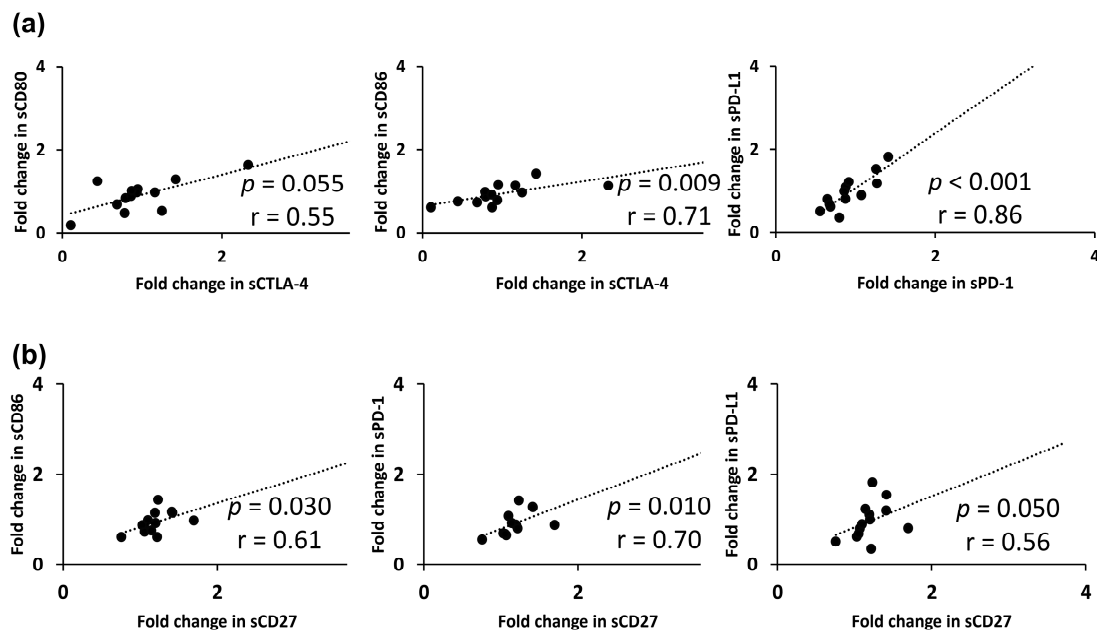 (a)
Fold change in sCD80
4
2
0
0
2
p = 0.055
r = 0.55
Fold change in sCTLA-4
Fold change in sCD86
4
2
0
0
2
p = 0.009
r = 0.71
Fold change in sCTLA-4
Fold change in sPD-L1
4
2
0
0
2
4
p < 0.001
r = 0.86
Fold change in sPD-1
(b)
Fold change in sCD86
4
2
0
0
2
p = 0.030
r = 0.61
Fold change in sCD27
Fold change in sPD-1
4
2
0
0
2
p = 0.010
r = 0.70
Fold change in sCD27
Fold change in sPD-L1
4
2
0
0
2
4
p = 0.050
r = 0.56
Fold change in sCD27